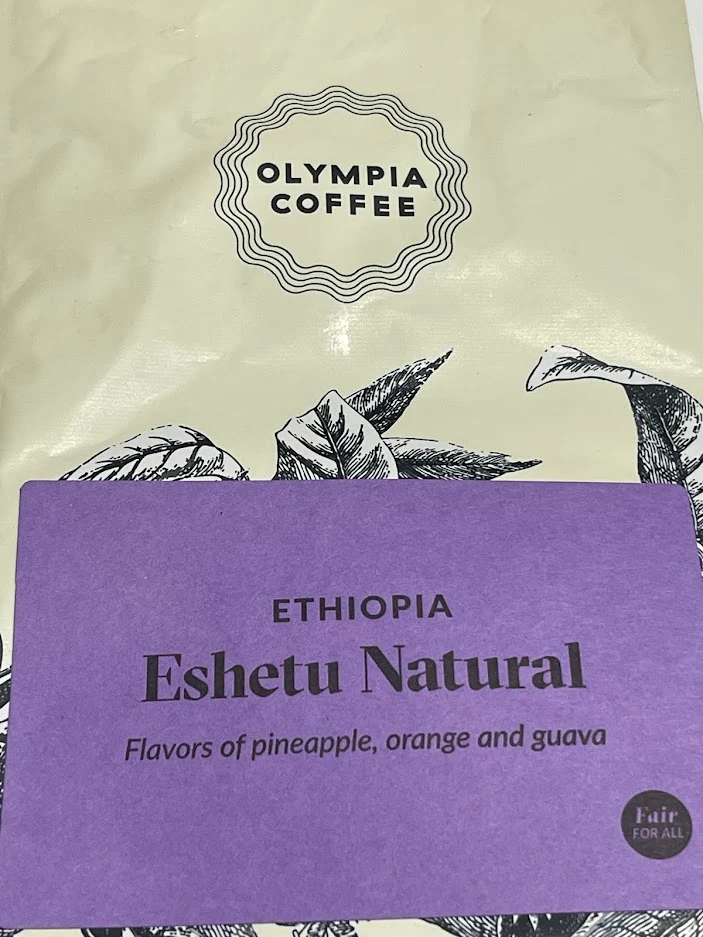 OLYMPIA
COFFEE
ETHIOPIA
Eshetu Natural
Flavors of pineapple, orange and guava
Fair
FOR ALL